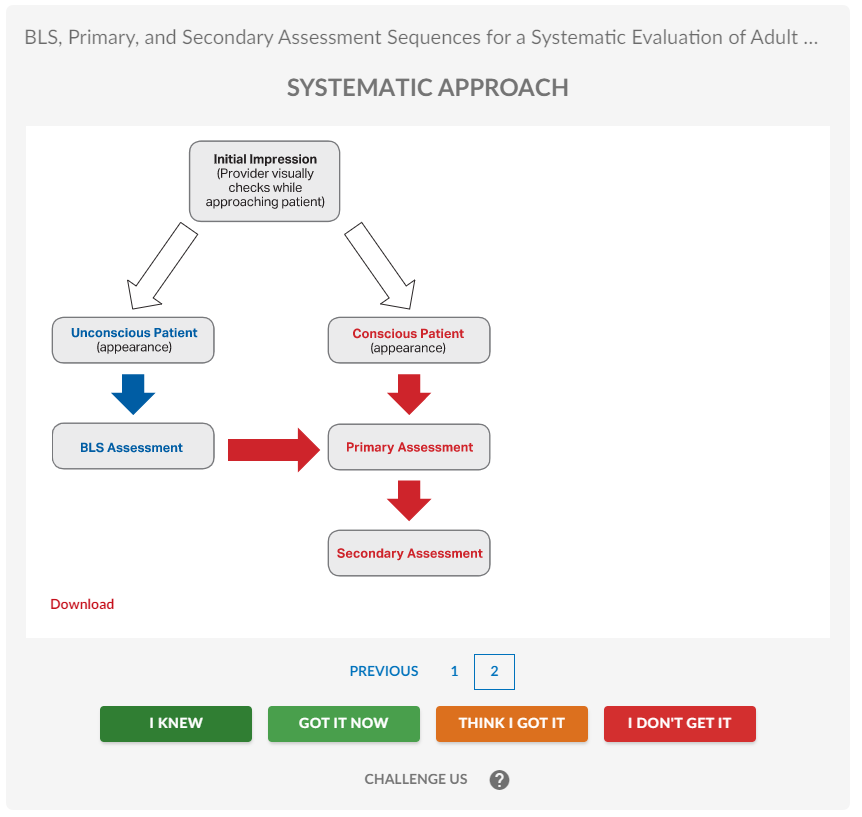 BLS, Primary, and Secondary Assessment Sequences for a Systematic Evaluation of Adult ...
SYSTEMATIC APPROACH
Initial Impression
(Provider visually
checks while
approaching patient)
Unconscious Patient
(appearance)
Conscious Patient
(appearance)
BLS Assessment
Primary Assessment
Secondary Assessment
Download
PREVIOUS 1 2
I KNEW
GOT IT NOW
THINK I GOT IT
I DON'T GET IT
CHALLENGE US ?